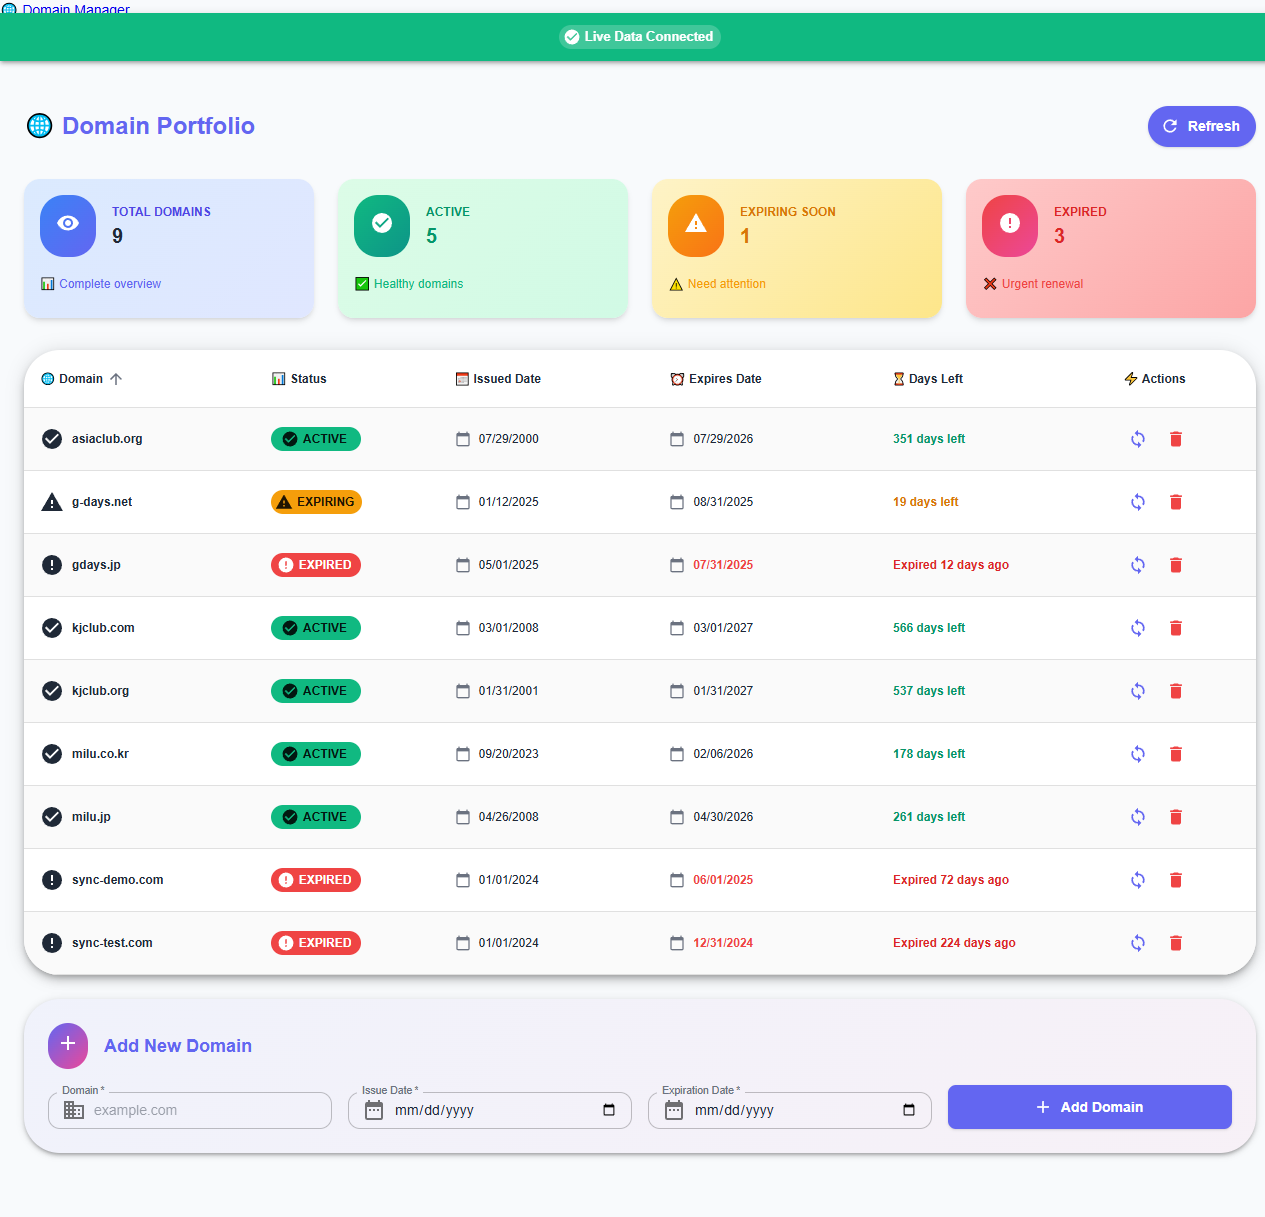 Domain Manager
Live Data Connected
Domain Portfolio
Refresh
TOTAL DOMAINS
9
Complete overview
ACTIVE
5
Healthy domains
EXPIRING SOON
1
Need attention
EXPIRED
3
Urgent renewal
Domain Status Issued Date Expires Date Days Left Actions
asiaclub.org ACTIVE 07/29/2000 07/29/2026 351 days left
g-days.net EXPIRING 01/12/2025 08/31/2025 19 days left
gdays.jp EXPIRED 05/01/2025 07/31/2025 Expired 12 days ago
kjclub.com ACTIVE 03/01/2008 03/01/2027 566 days left
kjclub.org ACTIVE 01/31/2001 01/31/2027 537 days left
milu.co.kr ACTIVE 09/20/2023 02/06/2026 178 days left
milu.jp ACTIVE 04/26/2008 04/30/2026 261 days left
sync-demo.com EXPIRED 01/01/2024 06/01/2025 Expired 72 days ago
sync-test.com EXPIRED 01/01/2024 12/31/2024 Expired 224 days ago
Add New Domain
Domain * Issue Date * Expiration Date *
example.com mm/dd/yyyy mm/dd/yyyy Add Domain